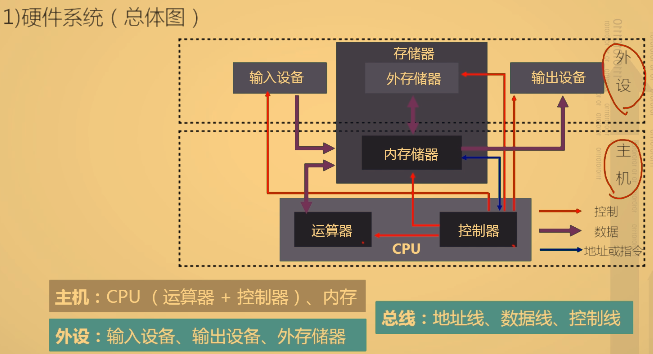 1)硬件系统（总体图）
存储器
输入设备
外存储器
输出设备
外设
内存储器
主机
运算器
控制器
CPU
控制
数据
地址或指令
主机：CPU（运算器 + 控制器）、内存
外设：输入设备、输出设备、外存储器
总线：地址线、数据线、控制线